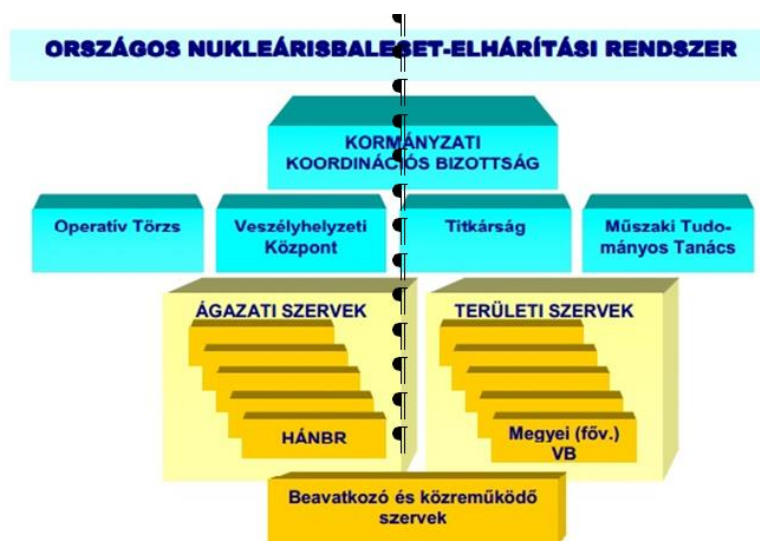 ORSZÁGOS NUKLEÁRISBALESET-ELHÁRÍTÁSI RENDSZER
KORMÁNYZATI
KOORDINÁCIÓS BIZOTTSÁG
Operatív Törzs
Veszélyhelyzeti
Központ
Titkárság
Műszaki Tudo-
mányos Tanács
ÁGAZATI SZERVEK
HÁNBR
TERÜLETI SZERVEK
Megyei (főv.)
VB
Beavatkozó és közreműködő
szervek